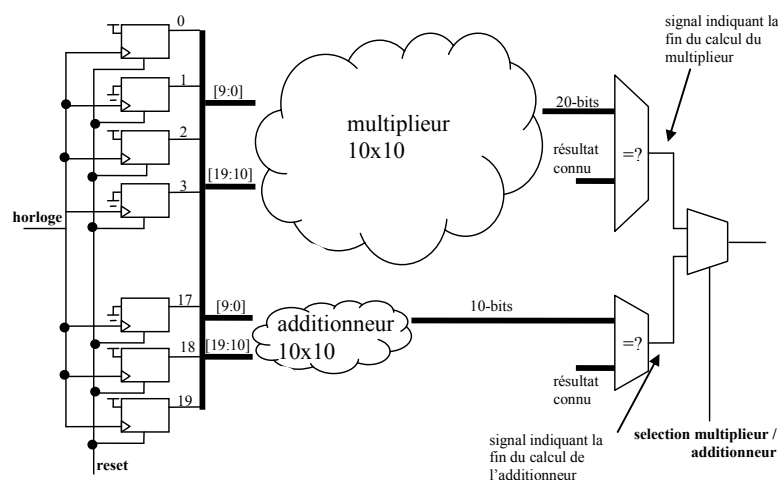 0
1
2
3
17
18
19
horloge
reset
[9:0]
[19:10]
[9:0]
[19:10]
multiplieur
10x10
additionneur
10x10
20-bits
résultat
connu
=?
10-bits
résultat
connu
=?
signal indiquant la
fin du calcul du
multiplieur
signal indiquant la
fin du calcul de
l'additionneur
selection multiplieur /
additionneur